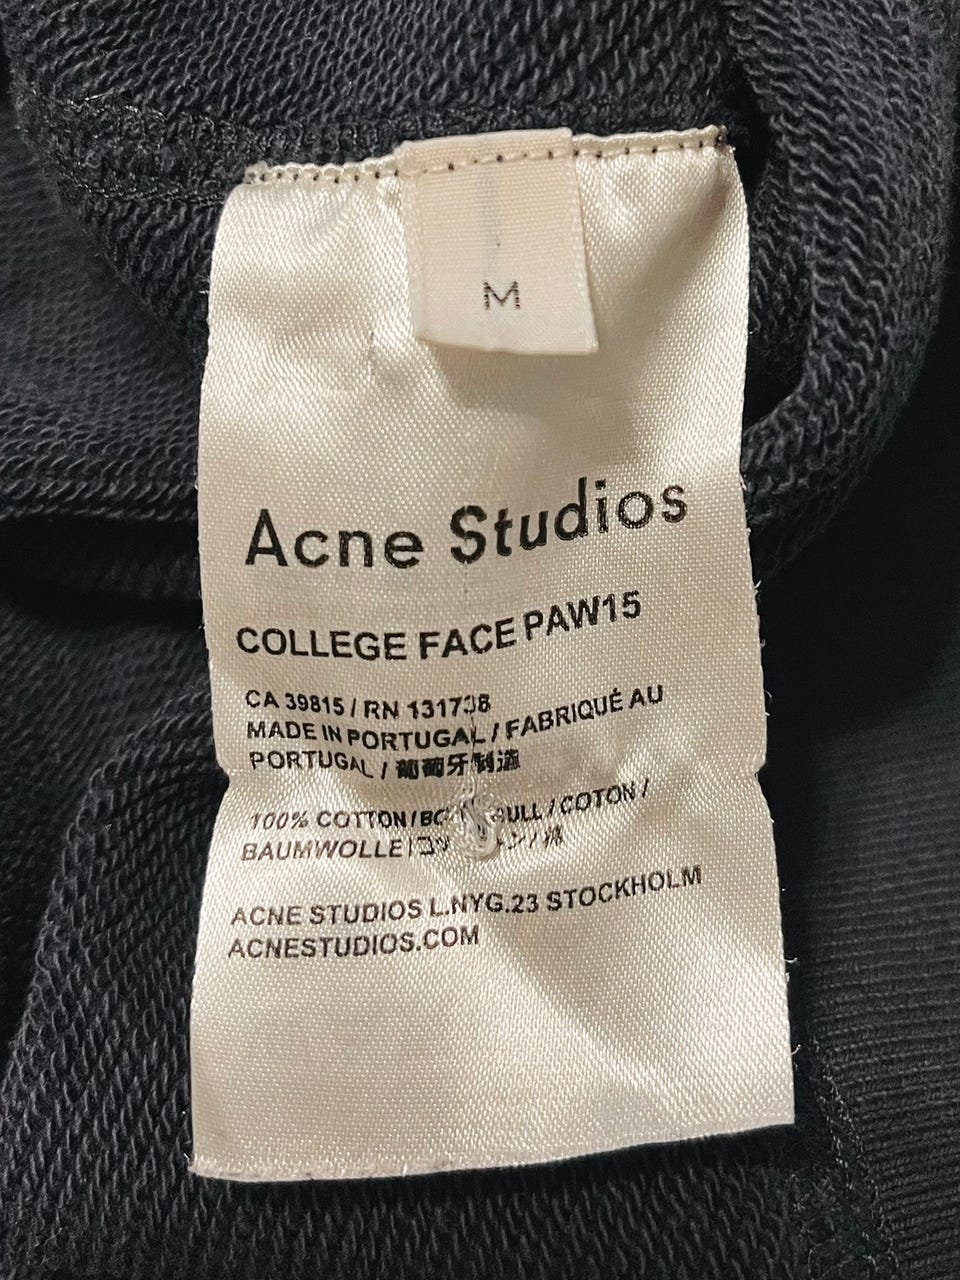 M
Acne Studios
COLLEGE FACE PAW15
CA 39815 / RN 131738
MADE IN PORTUGAL / FABRIQUÉ AU
PORTUGAL / 葡萄牙制造
100% COTTON / / COTON /
BAUMWOLLE / / 棉
ACNE STUDIOS L.NYG.23 STOCKHOLM
ACNESTUDIOS.COM